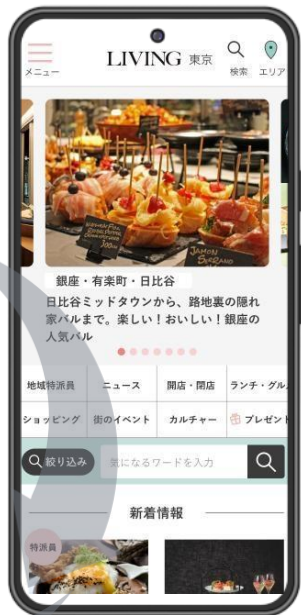 LIVING 東京
メニュー
検索
エリア
JAMON
SERRANO
銀座・有楽町・日比谷
日比谷ミッドタウンから、路地裏の隠れ
家バルまで。楽しい！おいしい！銀座の
人気バル
地域特派員 ニュース 開店・閉店 ランチ・グル
ショッピング 街のイベント カルチャー プレゼント
絞り込み 気になるワードを入力
新着情報
特派員